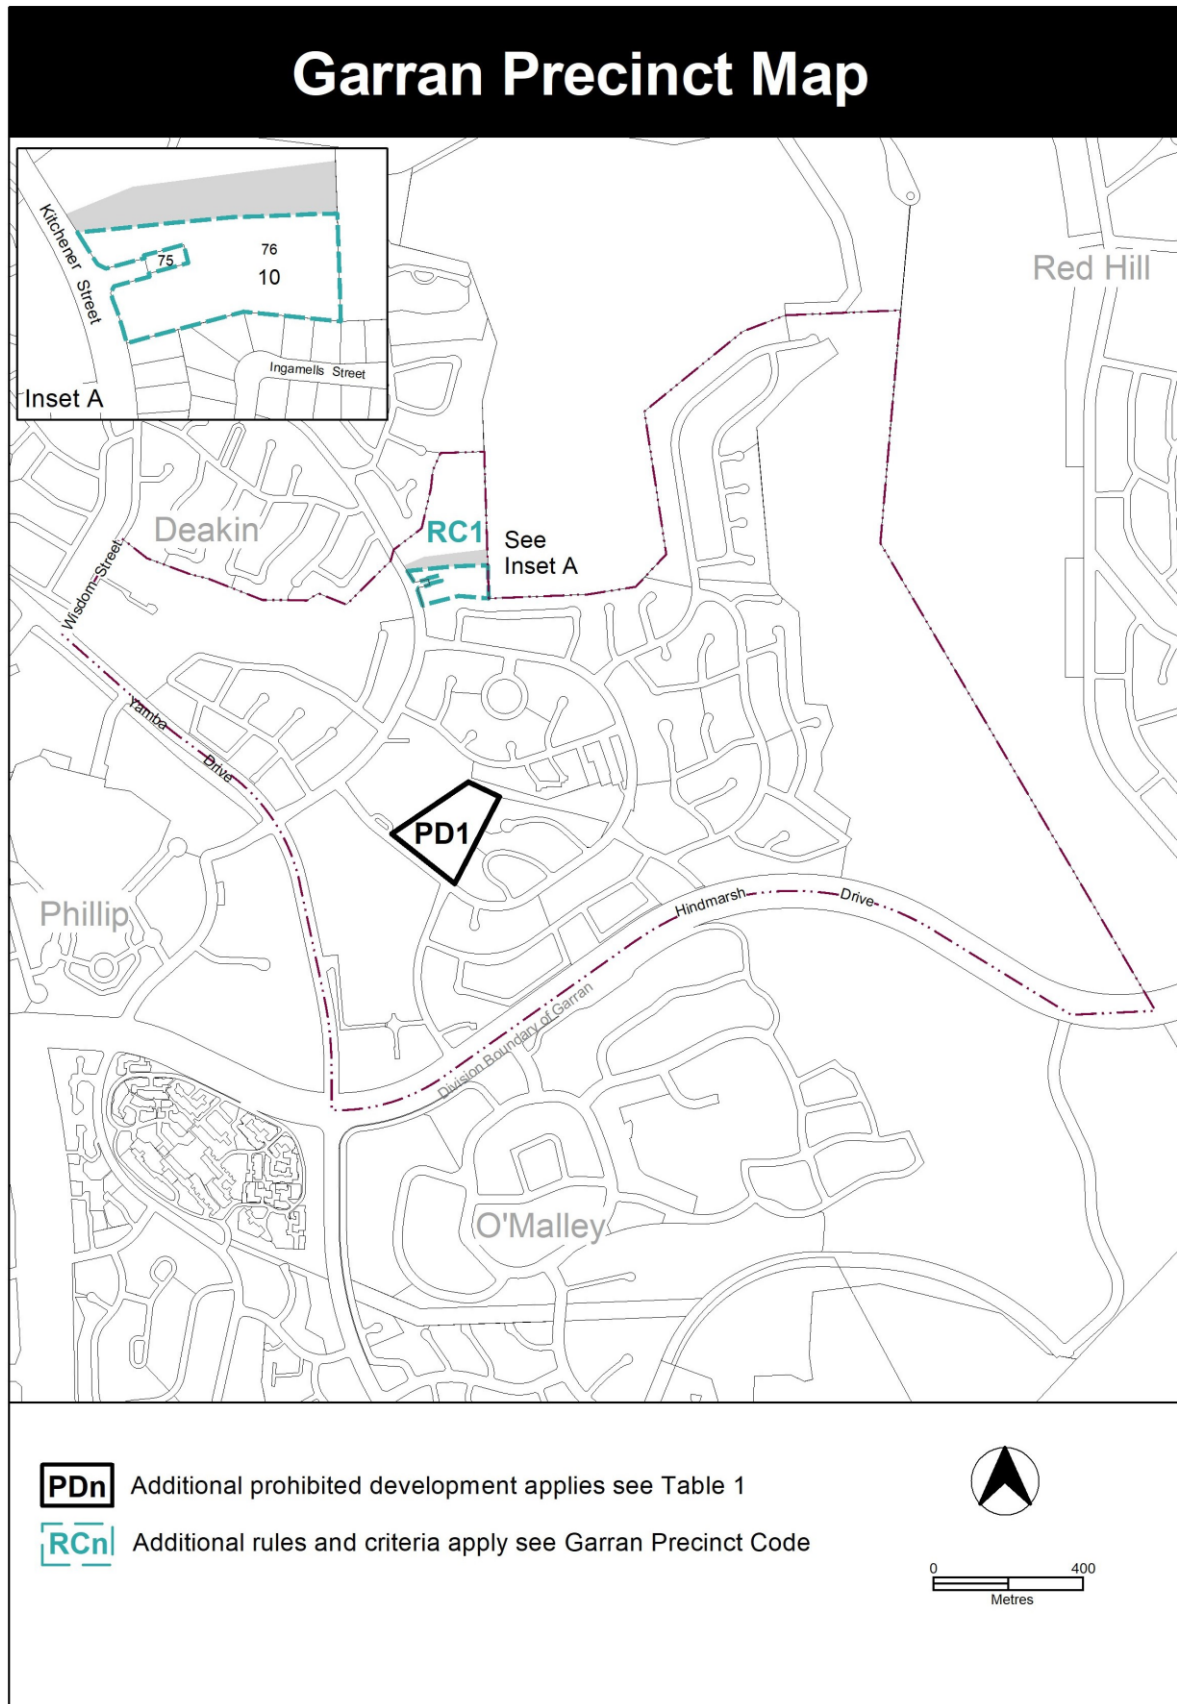 Garran Precinct Map
Kitchener Street
75
76
10
Ingamells Street
Inset A
Red Hill
Deakin
RC1
See
Inset A
Wisdom Street
Yamba
Drive
PD1
Phillip
Hindmarsh
Drive
Division Boundary of Garran
O'Malley
PDn Additional prohibited development applies see Table 1
RCn Additional rules and criteria apply see Garran Precinct Code
0 400
Metres